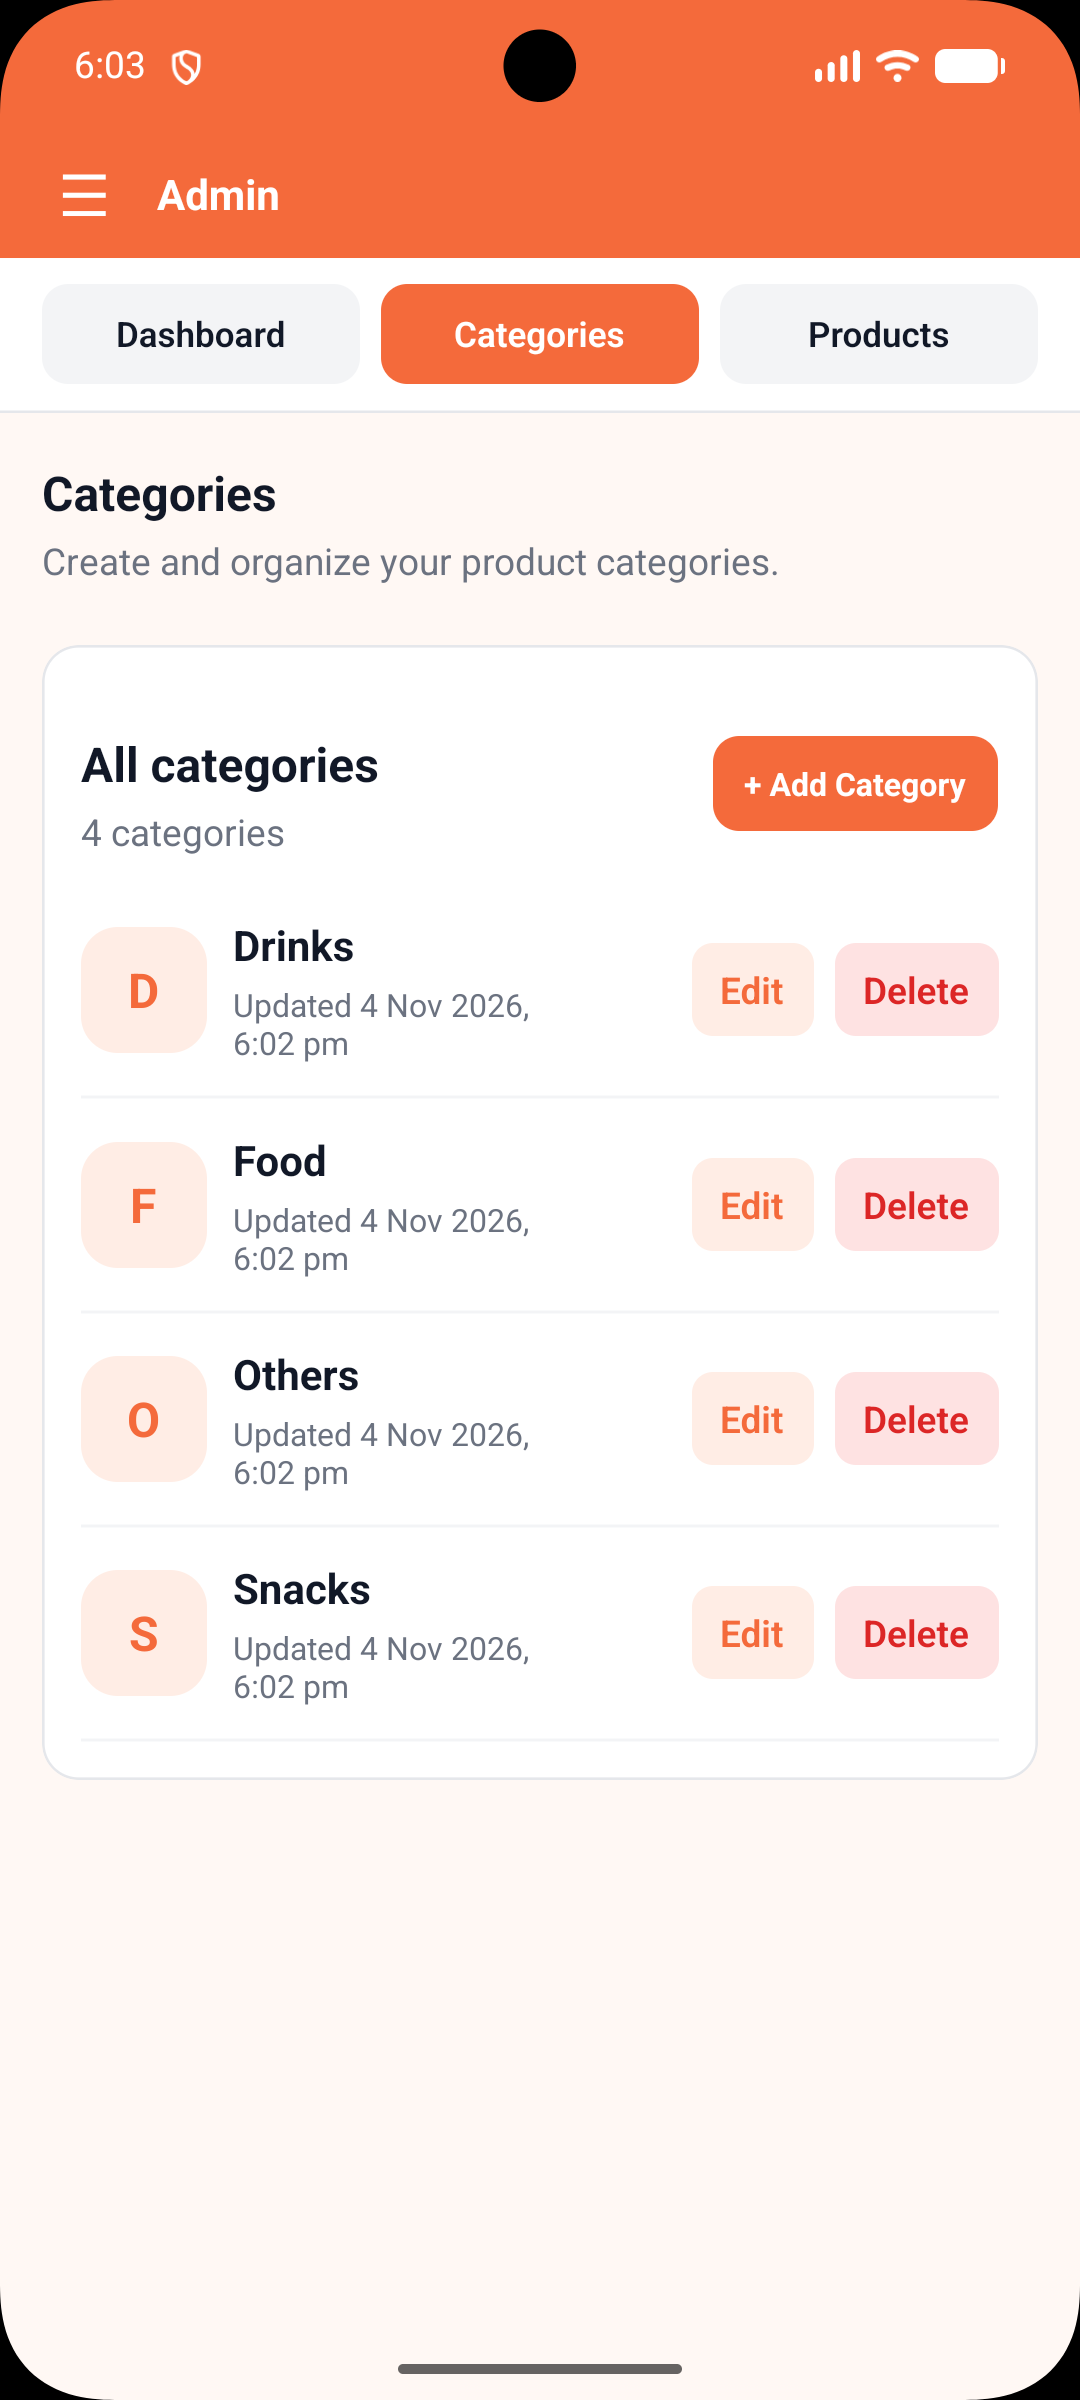 6:03
Admin
Dashboard
Categories
Products
Categories
Create and organize your product categories.
All categories
+ Add Category
4 categories
D
Drinks
Updated 4 Nov 2026,
6:02 pm
Edit
Delete
F
Food
Updated 4 Nov 2026,
6:02 pm
Edit
Delete
O
Others
Updated 4 Nov 2026,
6:02 pm
Edit
Delete
S
Snacks
Updated 4 Nov 2026,
6:02 pm
Edit
Delete